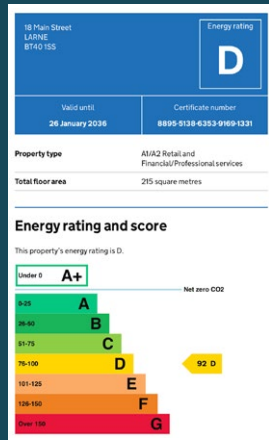 18 Main Street
LARNE
BT40 1SS
Energy rating
D
Valid until
26 January 2036
Certificate number
8895-5138-6353-9169-1331
Property type
A1/A2 Retail and
Financial/Professional services
Total floor area
215 square metres
Energy rating and score
This property's energy rating is D.
Under 0 A+
Net zero CO2
0-25 A
26-50 B
51-75 C
76-100 D
92 D
101-125 E
126-150 F
Over 150 G